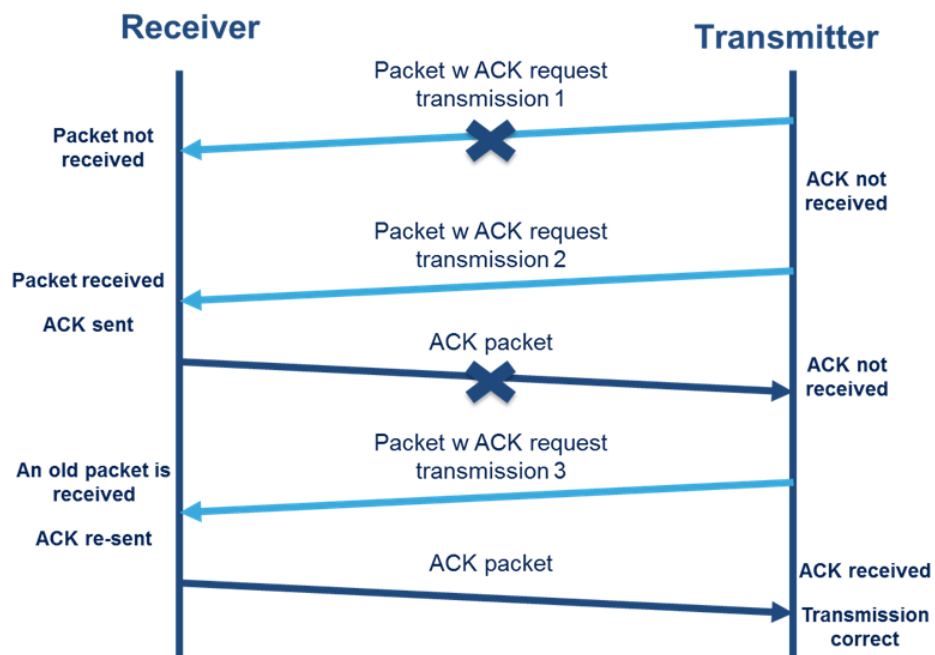 Receiver
Transmitter
Packet w ACK request
transmission 1
Packet not
received
ACK not
received
Packet w ACK request
transmission 2
Packet received
ACK sent
ACK packet
ACK not
received
Packet w ACK request
transmission 3
An old packet is
received
ACK re-sent
ACK packet
ACK received
Transmission
correct